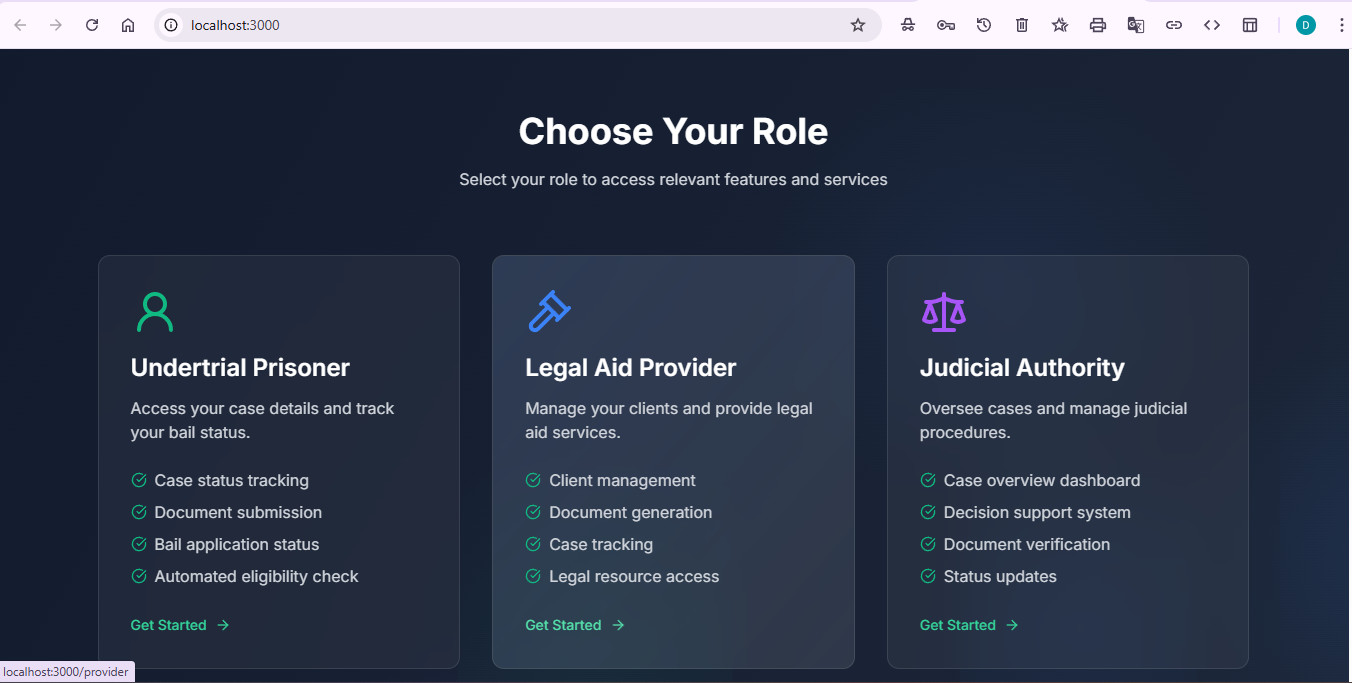 localhost:3000
D
Choose Your Role
Select your role to access relevant features and services
Undertrial Prisoner
Access your case details and track
your bail status.
Case status tracking
Document submission
Bail application status
Automated eligibility check
Get Started
Legal Aid Provider
Manage your clients and provide legal
aid services.
Client management
Document generation
Case tracking
Legal resource access
Get Started
Judicial Authority
Oversee cases and manage judicial
procedures.
Case overview dashboard
Decision support system
Document verification
Status updates
Get Started
localhost:3000/provider